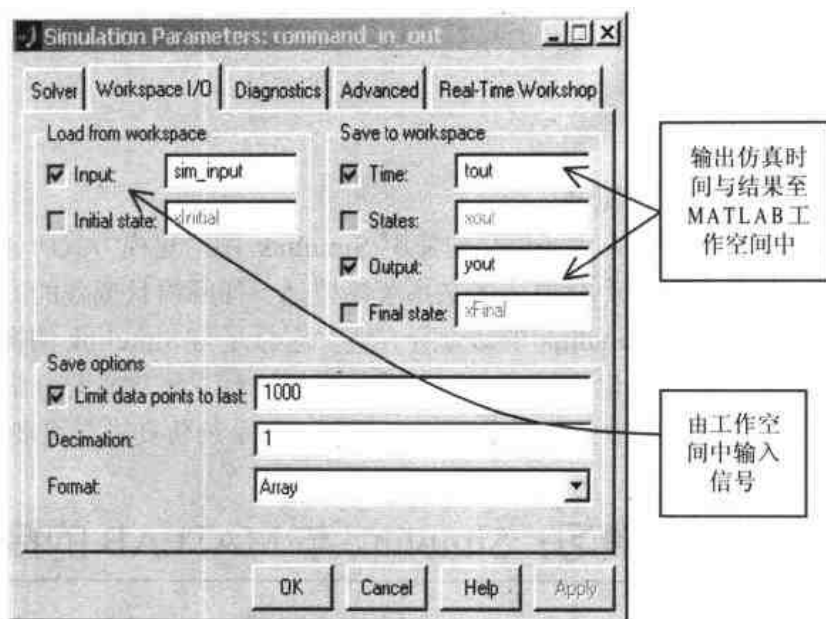 Simulation Parameters: command_in_out
Solver Workspace I/O Diagnostics Advanced Real-Time Workshop
Load from workspace
Input: sim_input
Initial state: xInitial
Save to workspace
Time: tout
States: xout
Output: yout
Final state: xFinal
Save options
Limit data points to last: 1000
Decimation: 1
Format: Array
OK Cancel Help Apply
输出仿真时
间与结果至
MATLAB工
作空间中
由工作空
间中输入
信号